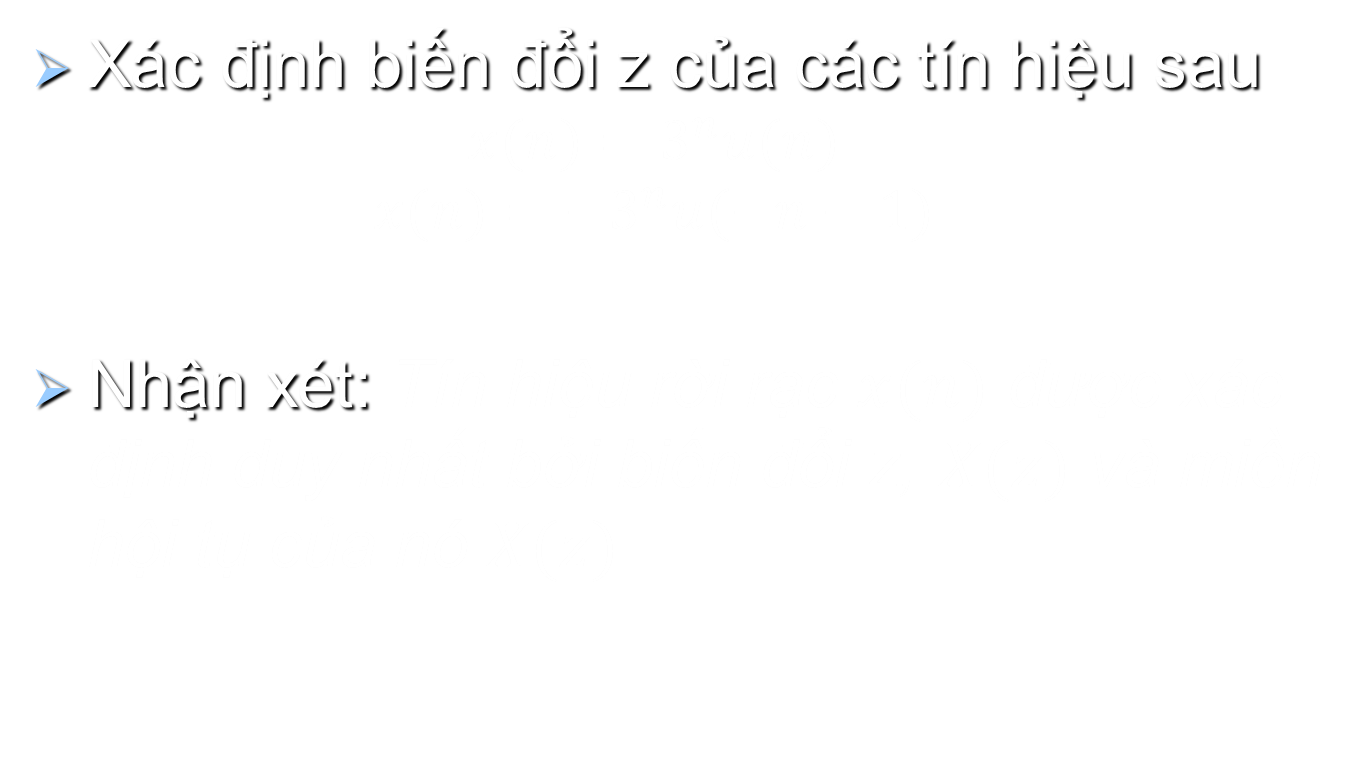 Xác định biến đổi z của các tín hiệu sau
Nhận xét: